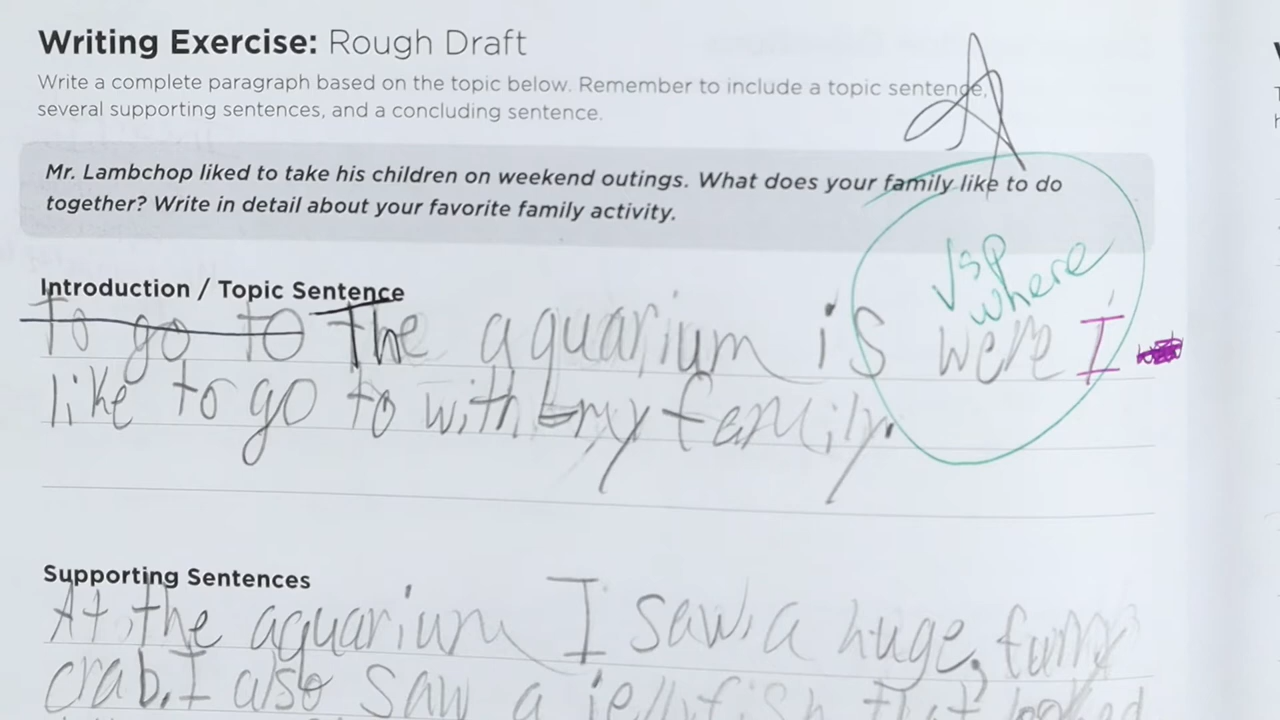 Writing Exercise: Rough Draft
Write a complete paragraph based on the topic below. Remember to include a topic sentence,
several supporting sentences, and a concluding sentence.
A
Mr. Lambchop liked to take his children on weekend outings. What does your family like to do
together? Write in detail about your favorite family activity.
√sp
where
Introduction / Topic Sentence
To go to The aquarium is were I
like to go to with my family.
Supporting Sentences
At the aquarium I saw a huge, funny
crab. I also saw a jellyfish that looked